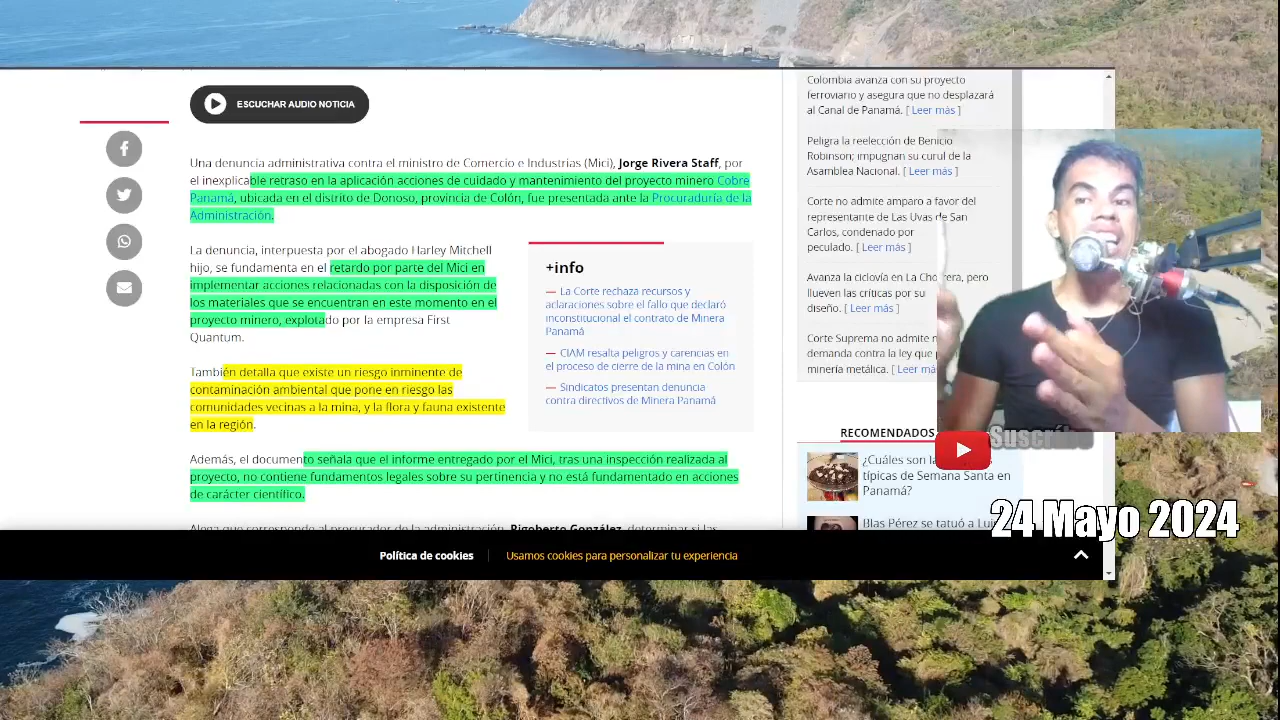 ESCUCHAR AUDIO NOTICIA
Una denuncia administrativa contra el ministro de Comercio e Industrias (Mici), Jorge Rivera Staff, por
el inexplicable retraso en la aplicación acciones de cuidado y mantenimiento del proyecto minero Cobre
Panamá, ubicada en el distrito de Donoso, provincia de Colón, fue presentada ante la Procuraduría de la
Administración.
La denuncia, interpuesta por el abogado Harley Mitchell
hijo, se fundamenta en el retardo por parte del Mici en
implementar acciones relacionadas con la disposición de
los materiales que se encuentran en este momento en el
proyecto minero, explotado por la empresa First
Quantum.
También detalla que existe un riesgo inminente de
contaminación ambiental que pone en riesgo las
comunidades vecinas a la mina, y la flora y fauna existente
en la región.
Además, el documento señala que el informe entregado por el Mici, tras una inspección realizada al
proyecto, no contiene fundamentos legales sobre su pertinencia y no está fundamentado en acciones
de carácter científico.
Alega que corresponde al procurador de la administración, Rigoberto González, determinar si las
+info
— La Corte rechaza recursos y
aclaraciones sobre el fallo que declaró
inconstitucional el contrato de Minera
Panamá
— CIAM resalta peligros y carencias en
el proceso de cierre de la mina en Colón
— Sindicatos presentan denuncia
contra directivos de Minera Panamá
Colombia avanza con su proyecto
ferroviario y asegura que no desplazará
al Canal de Panamá. [ Leer más ]
Peligra la reelección de Benicio
Robinson; impugnan su curul de la
Asamblea Nacional. [ Leer más ]
Corte no admite amparo a favor del
representante de Las Uvas de San
Carlos, condenado por
peculado. [ Leer más ]
Avanza la ciclovía en La Chorrera, pero
llueven las críticas por su
diseño. [ Leer más ]
Corte Suprema no admite
demanda contra la ley que
minería metálica. [ Leer más
RECOMENDADOS
¿Cuáles son
típicas de Semana Santa en
Panamá?
Blas Pérez se tatuó a
Suscribe
24 Mayo 2024
Política de cookies
Usamos cookies para personalizar tu experiencia